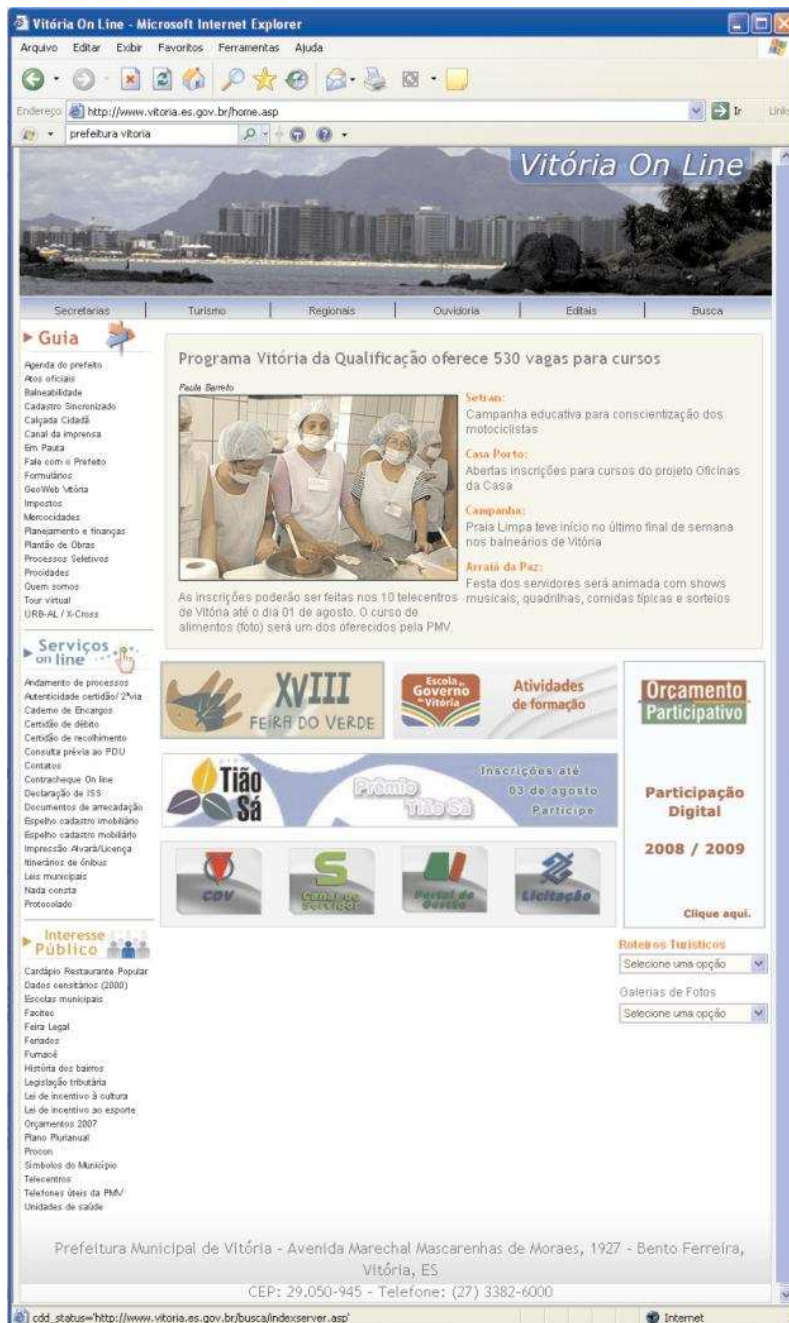 Vitória On Line - Microsoft Internet Explorer
Arquivo Editar Exibir Favoritos Ferramentas Ajuda
Endereço http://www.vitoria.es.gov.br/home.asp Ir Links
prefeitura vitoria
Vitória On Line
Secretarias Turismo Regionais Ouvidoria Editais Busca
Guia
Agenda do prefeito
Atos oficiais
Balneabilidade
Cadastro Sincronizado
Calçada Cidadã
Canal da imprensa
Em Pauta
Fale com o Prefeito
Formulários
GeoWeb Vitória
Impostos
Mercocidades
Planejamento e finanças
Plantão de Obras
Processos Seletivos
Procidades
Quem somos
Tour virtual
URB-AL / X-Cross
Serviços
on line
Andamento de processos
Autenticidade certidão/ 2ªvia
Caderno de Encargos
Certidão de débito
Certidão de recolhimento
Consulta prévia ao PDU
Contatos
Contracheque On line
Declaração de ISS
Documentos de arrecadação
Espelho cadastro imobiliário
Espelho cadastro mobiliário
Impressão Alvará/Licença
Itinerários de ônibus
Leis municipais
Nada consta
Protocolado
Interesse
Público
Cardápio Restaurante Popular
Dados censitários (2000)
Escolas municipais
Facitec
Feira Legal
Feriados
Fumacê
História dos bairros
Legislação tributária
Lei de incentivo à cultura
Lei de incentivo ao esporte
Orçamentos 2007
Plano Plurianual
Procon
Símbolos do Município
Telecentros
Telefones úteis da PMV
Unidades de saúde
Programa Vitória da Qualificação oferece 530 vagas para cursos
Paula Barreto
As inscrições poderão ser feitas nos 10 telecentros
de Vitória até o dia 01 de agosto. O curso de
alimentos (foto) será um dos oferecidos pela PMV.
Setran:
Campanha educativa para conscientização dos
motociclistas
Casa Porto:
Abertas inscrições para cursos do projeto Oficinas
da Casa
Campanha:
Praia Limpa teve início no último final de semana
nos balneários de Vitória
Arraiá da Paz:
Festa dos servidores será animada com shows
musicais, quadrilhas, comidas típicas e sorteios
XVIII
FEIRA DO VERDE
Escola de
Governo
de Vitória
Atividades
de formação
Tião
Sá
Prêmio
Tião Sá
Inscrições até
03 de agosto
Participe
CDV
Canal do
Servidor
Portal de
Gestão
Licitação
Orçamento
Participativo
Participação
Digital
2008 / 2009
Clique aqui.
Roteiros Turísticos
Selecione uma opção
Galerias de Fotos
Selecione uma opção
Prefeitura Municipal de Vitória - Avenida Marechal Mascarenhas de Moraes, 1927 - Bento Ferreira,
Vitória, ES
CEP: 29.050-945 - Telefone: (27) 3382-6000
cdd_status='http://www.vitoria.es.gov.br/busca/indexserver.asp' Internet